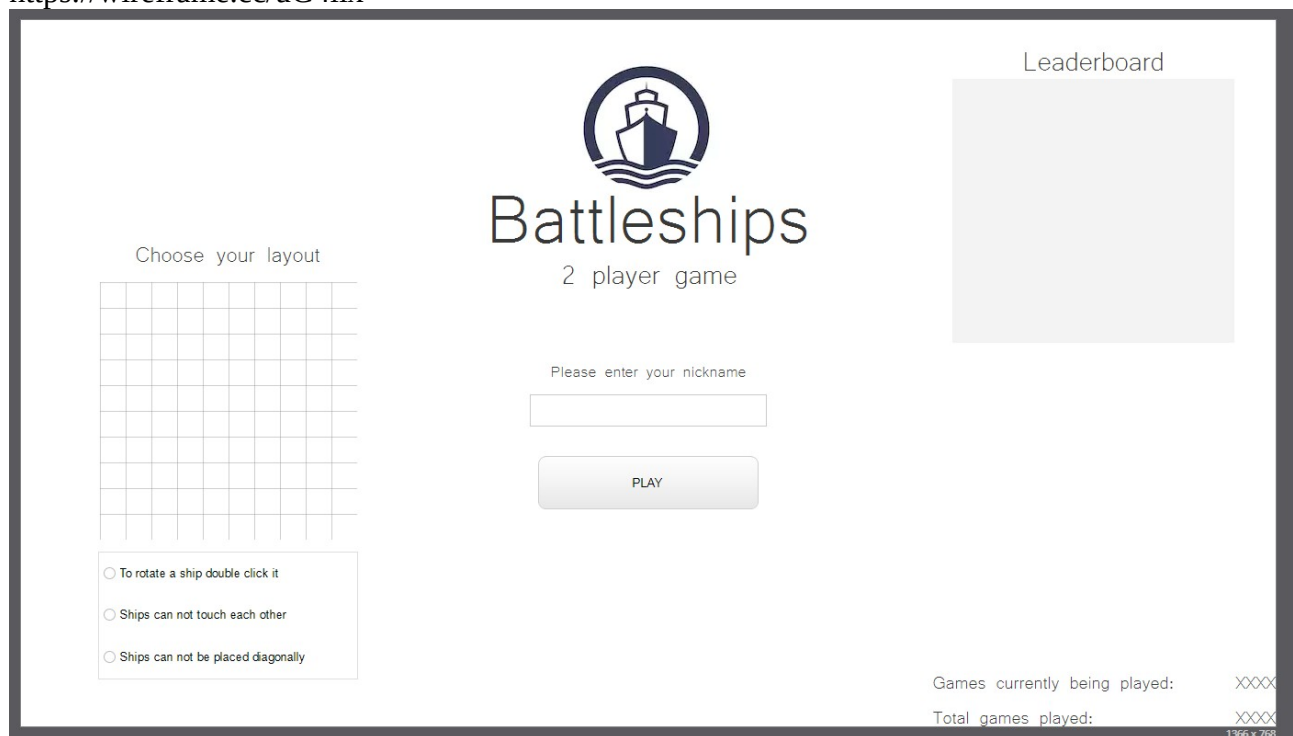 Leaderboard
Battleships
2 player game
Choose your layout
Please enter your nickname
PLAY
To rotate a ship double click it
Ships can not touch each other
Ships can not be placed diagonally
Games currently being played: XXXX
Total games played: XXXX
1366 x 768